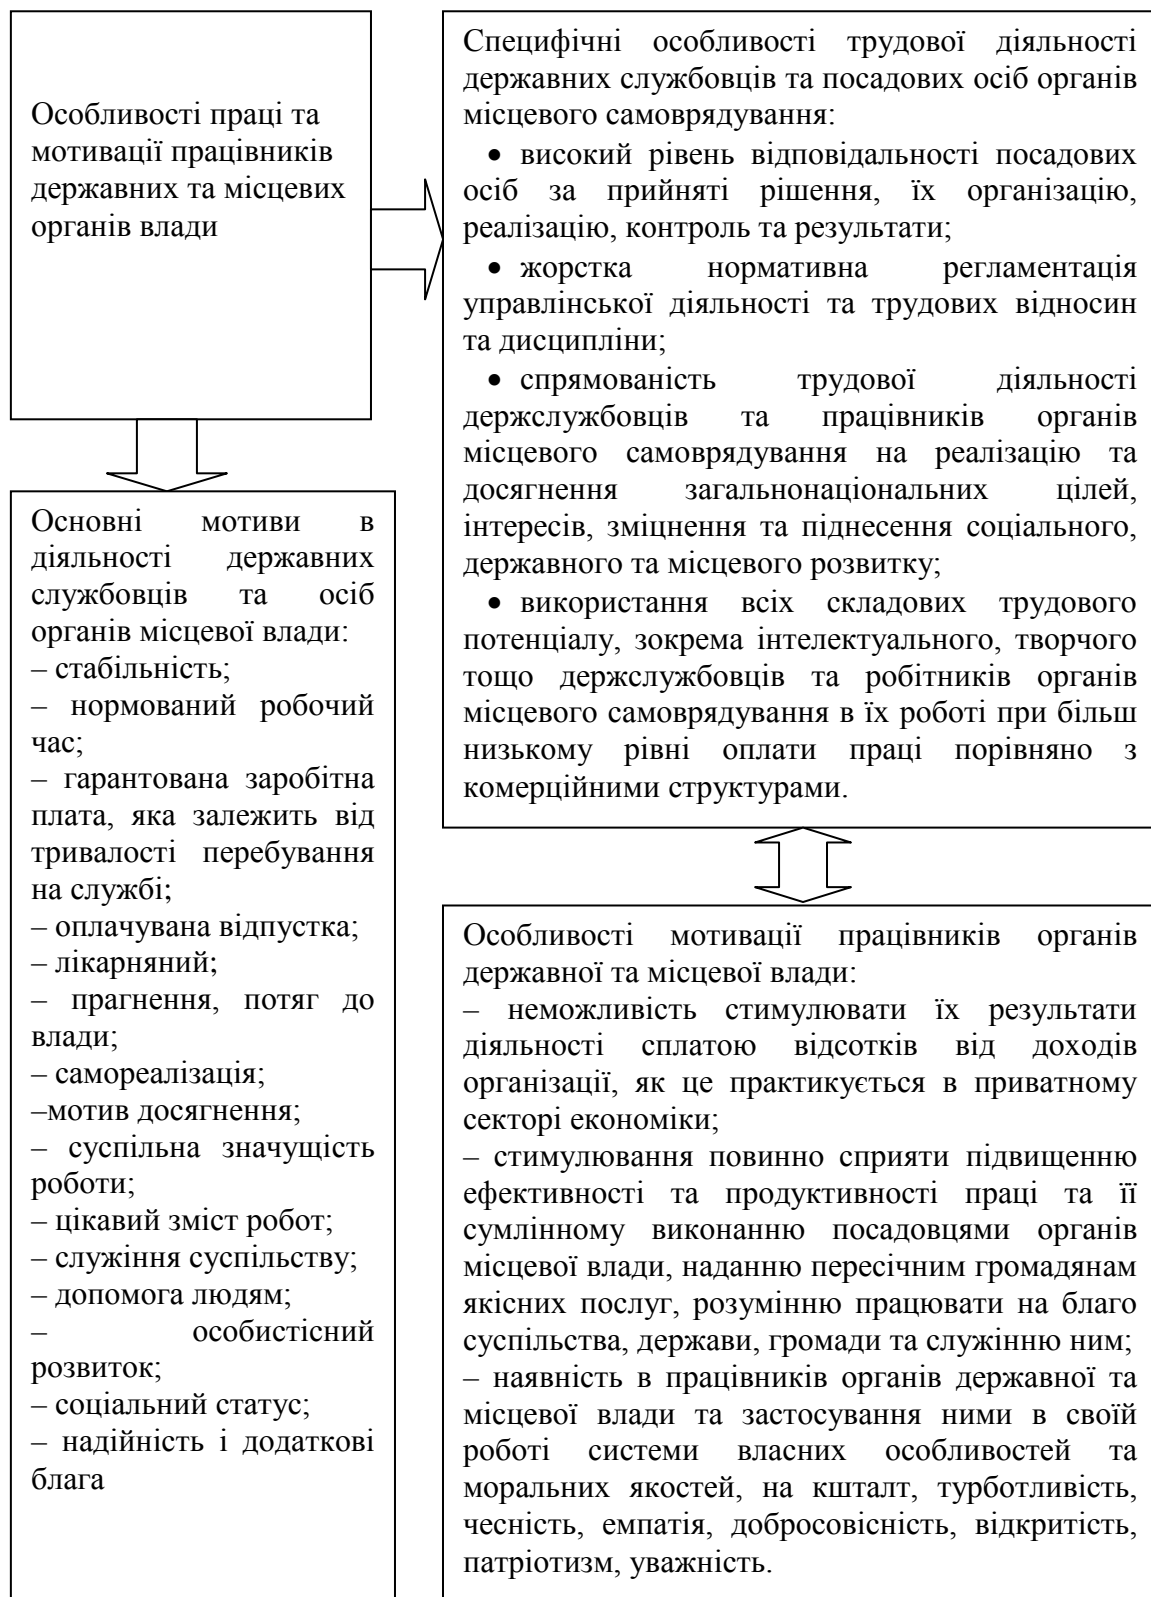 Особливості праці та
мотивації працівників
державних та місцевих
органів влади
Специфічні особливості трудової діяльності
державних службовців та посадових осіб органів
місцевого самоврядування:
• високий рівень відповідальності посадових
осіб за прийняті рішення, їх організацію,
реалізацію, контроль та результати;
• жорстка нормативна регламентація
управлінської діяльності та трудових відносин
та дисципліни;
• спрямованість трудової діяльності
держслужбовців та працівників органів
місцевого самоврядування на реалізацію та
досягнення загальнонаціональних цілей,
інтересів, зміцнення та піднесення соціального,
державного та місцевого розвитку;
• використання всіх складових трудового
потенціалу, зокрема інтелектуального, творчого
тощо держслужбовців та робітників органів
місцевого самоврядування в їх роботі при більш
низькому рівні оплати праці порівняно з
комерційними структурами.
Основні мотиви в
діяльності державних
службовців та осіб
органів місцевої влади:
– стабільність;
– нормований робочий
час;
– гарантована заробітна
плата, яка залежить від
тривалості перебування
на службі;
– оплачувана відпустка;
– лікарняний;
– прагнення, потяг до
влади;
– самореалізація;
–мотив досягнення;
– суспільна значущість
роботи;
– цікавий зміст робот;
– служіння суспільству;
– допомога людям;
– особистісний
розвиток;
– соціальний статус;
– надійність і додаткові
блага
Особливості мотивації працівників органів
державної та місцевої влади:
– неможливість стимулювати їх результати
діяльності сплатою відсотків від доходів
організації, як це практикується в приватному
секторі економіки;
– стимулювання повинно сприяти підвищенню
ефективності та продуктивності праці та її
сумлінному виконанню посадовцями органів
місцевої влади, наданню пересічним громадянам
якісних послуг, розумінню працювати на благо
суспільства, держави, громади та служінню ним;
– наявність в працівників органів державної та
місцевої влади та застосування ними в своїй
роботі системи власних особливостей та
моральних якостей, на кшталт, турботливість,
чесність, емпатія, добросовісність, відкритість,
патріотизм, уважність.